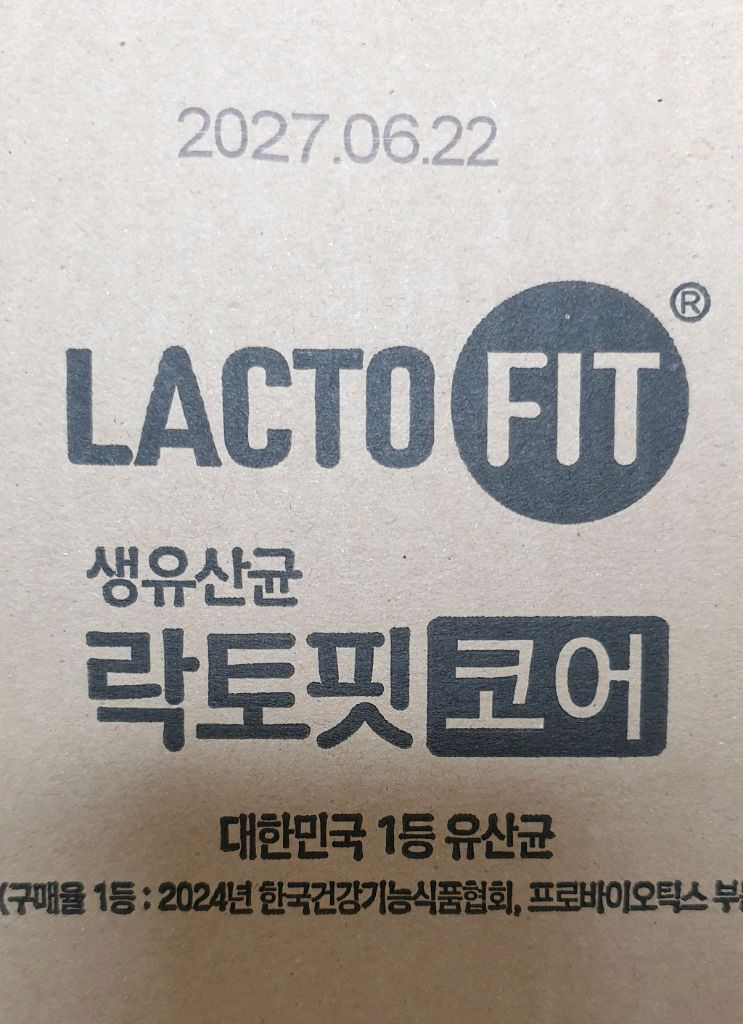 2027.06.22
LACTO FIT®
생유산균
락토핏 코어
대한민국 1등 유산균
(구매율 1등 : 2024년 한국건강기능식품협회, 프로바이오틱스